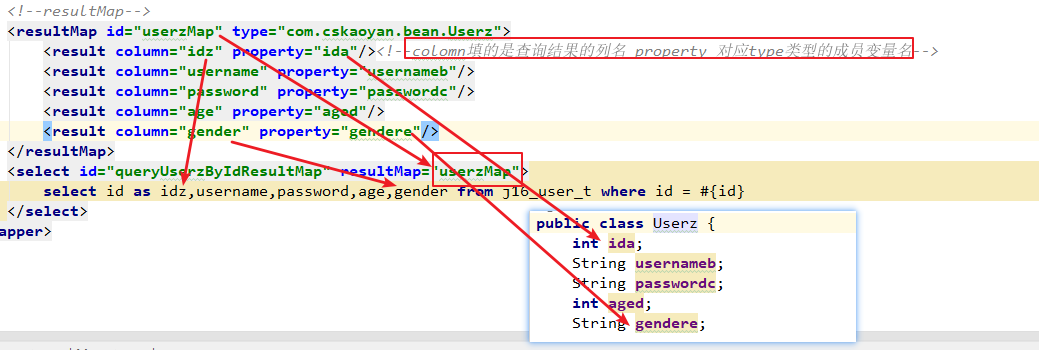 <!--resultMap-->
<resultMap id="userzMap" type="com.cskaoyan.bean.Userz">
<result column="idz" property="ida"/><!--colomn填的是查询结果的列名 property 对应type类型的成员变量名-->
<result column="username" property="usernameb"/>
<result column="password" property="passwordc"/>
<result column="age" property="aged"/>
<result column="gender" property="gendere"/>
</resultMap>
<select id="queryUserzByIdResultMap" resultMap="userzMap">
select id as idz,username,password,age,gender from j16_user_t where id = #{id}
</select>
apper>
public class Userz {
int ida;
String usernameb;
String passwordc;
int aged;
String gendere;